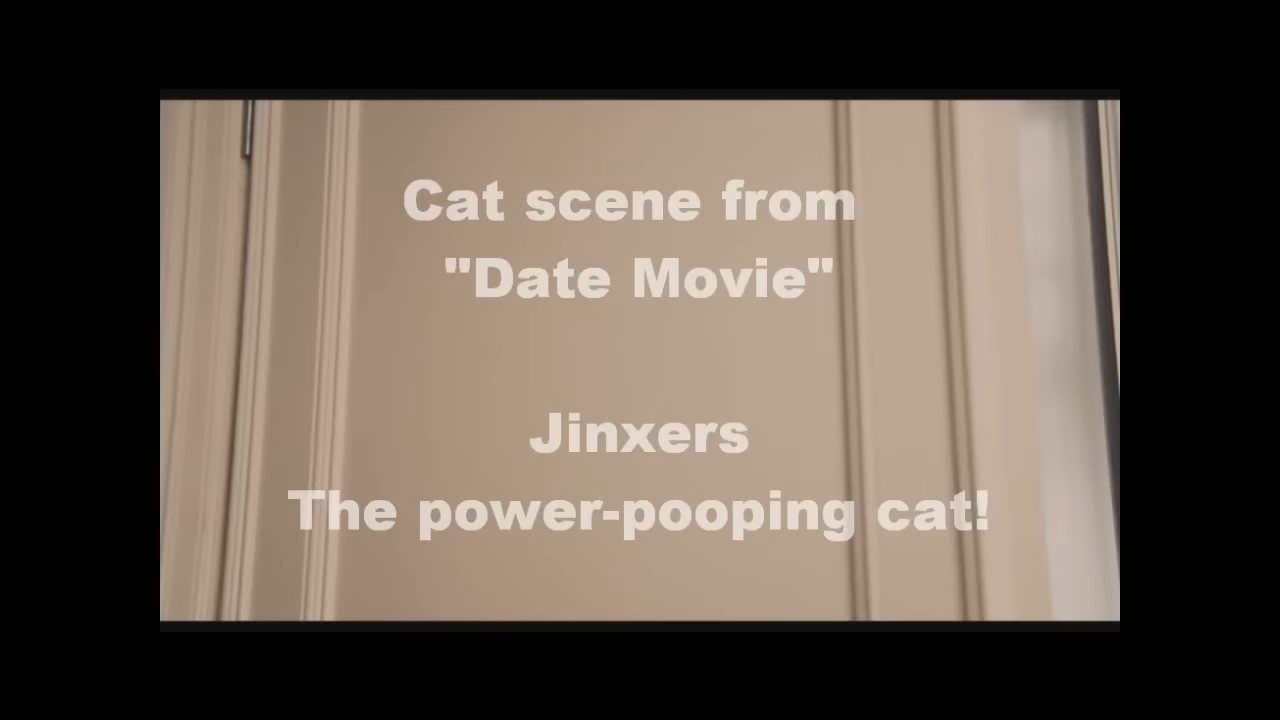 Cat scene from
"Date Movie"
Jinxers
The power-pooping cat!